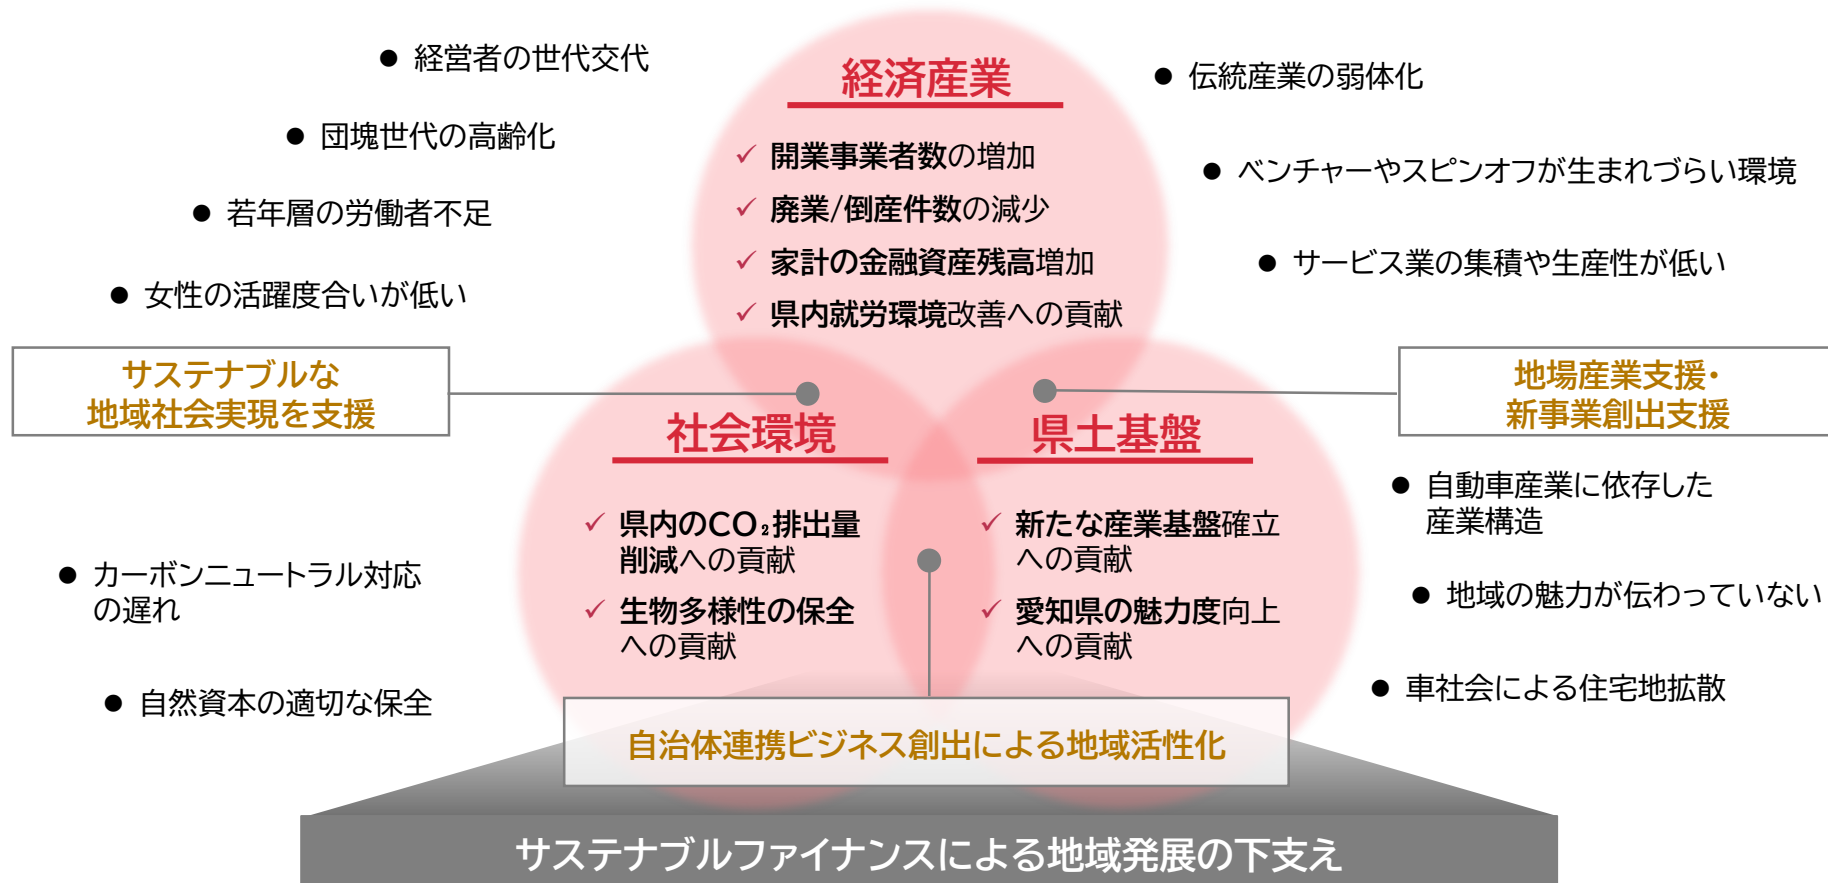 ● 経営者の世代交代
● 団塊世代の高齢化
● 若年層の労働者不足
● 女性の活躍度合いが低い
経済産業
✓ 開業事業者数の増加
✓ 廃業/倒産件数の減少
✓ 家計の金融資産残高増加
✓ 県内就労環境改善への貢献
● 伝統産業の弱体化
● ベンチャーやスピンオフが生まれづらい環境
● サービス業の集積や生産性が低い
サステナブルな
地域社会実現を支援
地場産業支援・
新事業創出支援
社会環境
✓ 県内のCO₂排出量
削減への貢献
✓ 生物多様性の保全
への貢献
県土基盤
✓ 新たな産業基盤確立
への貢献
✓ 愛知県の魅力度向上
への貢献
● カーボンニュートラル対応
の遅れ
● 自然資本の適切な保全
● 自動車産業に依存した
産業構造
● 地域の魅力が伝わっていない
● 車社会による住宅地拡散
自治体連携ビジネス創出による地域活性化
サステナブルファイナンスによる地域発展の下支え